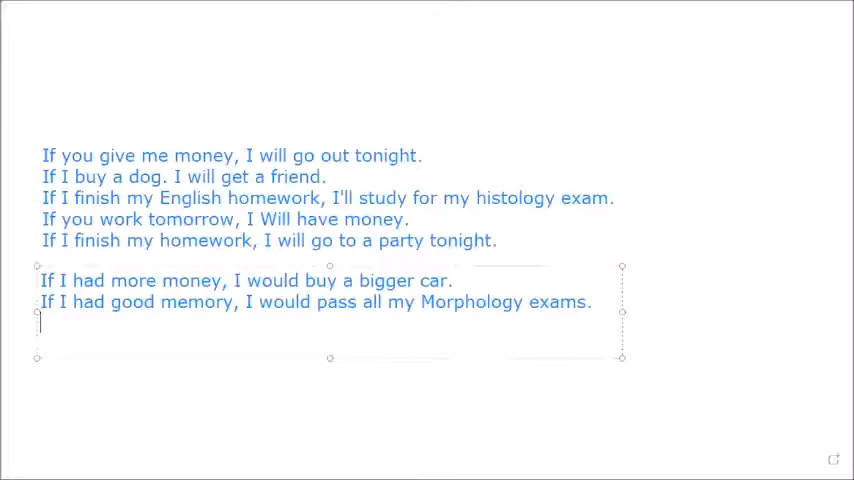 If you give me money, I will go out tonight.
If I buy a dog. I will get a friend.
If I finish my English homework, I'll study for my histology exam.
If you work tomorrow, I Will have money.
If I finish my homework, I will go to a party tonight.
If I had more money, I would buy a bigger car.
If I had good memory, I would pass all my Morphology exams.